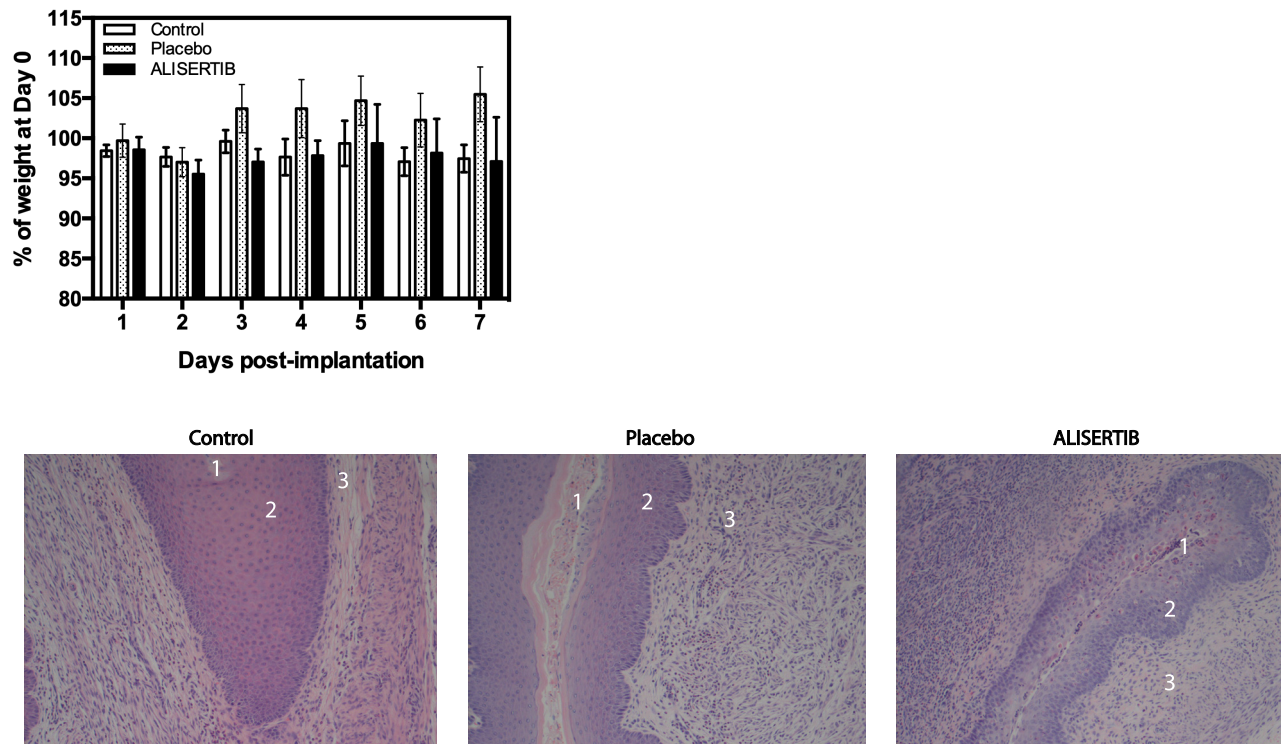 115
110
105
100
95
90
85
80
% of weight at Day 0
Control
Placebo
ALISERTIB
1 2 3 4 5 6 7
Days post-implantation
Control Placebo ALISERTIB
1 2 3
1 2 3
1 2 3